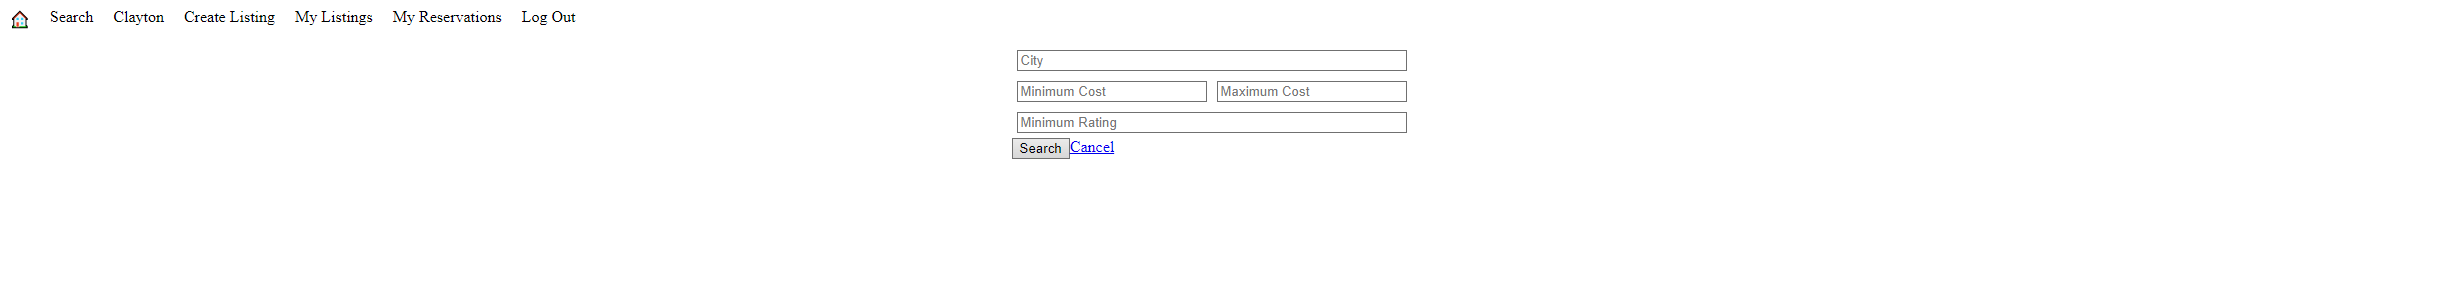 Search Clayton Create Listing My Listings My Reservations Log Out
City
Minimum Cost Maximum Cost
Minimum Rating
Search Cancel